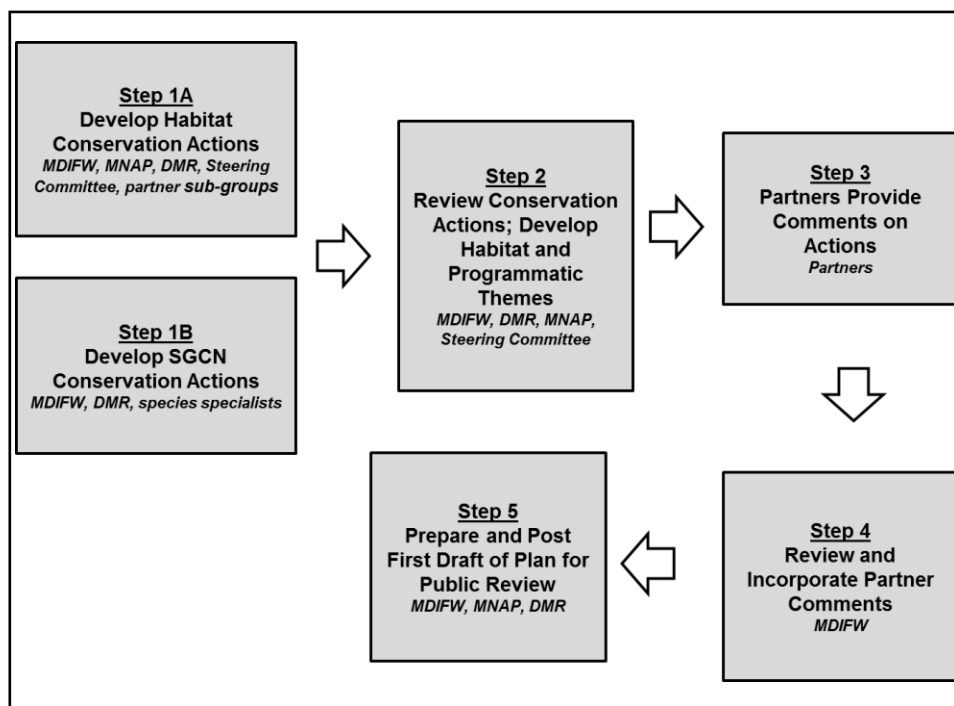 Step 1A
Develop Habitat
Conservation Actions
MDIFW, MNAP, DMR, Steering
Committee, partner sub-groups
Step 1B
Develop SGCN
Conservation Actions
MDIFW, DMR, species specialists
Step 2
Review Conservation
Actions; Develop
Habitat and
Programmatic
Themes
MDIFW, DMR, MNAP,
Steering Committee
Step 3
Partners Provide
Comments on
Actions
Partners
Step 4
Review and
Incorporate Partner
Comments
MDIFW
Step 5
Prepare and Post
First Draft of Plan for
Public Review
MDIFW, MNAP, DMR